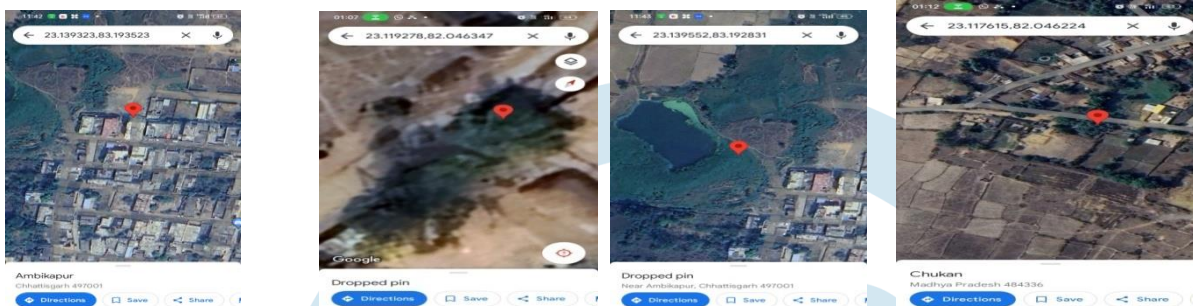 11:42
23.139323,83.193523
Ambikapur
Chhattisgarh 497001
Directions
Save
Share
01:07
23.119278,82.046347
Google
Dropped pin
Directions
Save
Share
11:43
23.139552,83.192831
Dropped pin
Near Ambikapur, Chhattisgarh 497001
Directions
Save
Share
01:12
23.117615,82.046224
Chukan
Madhya Pradesh 484336
Directions
Save
Share